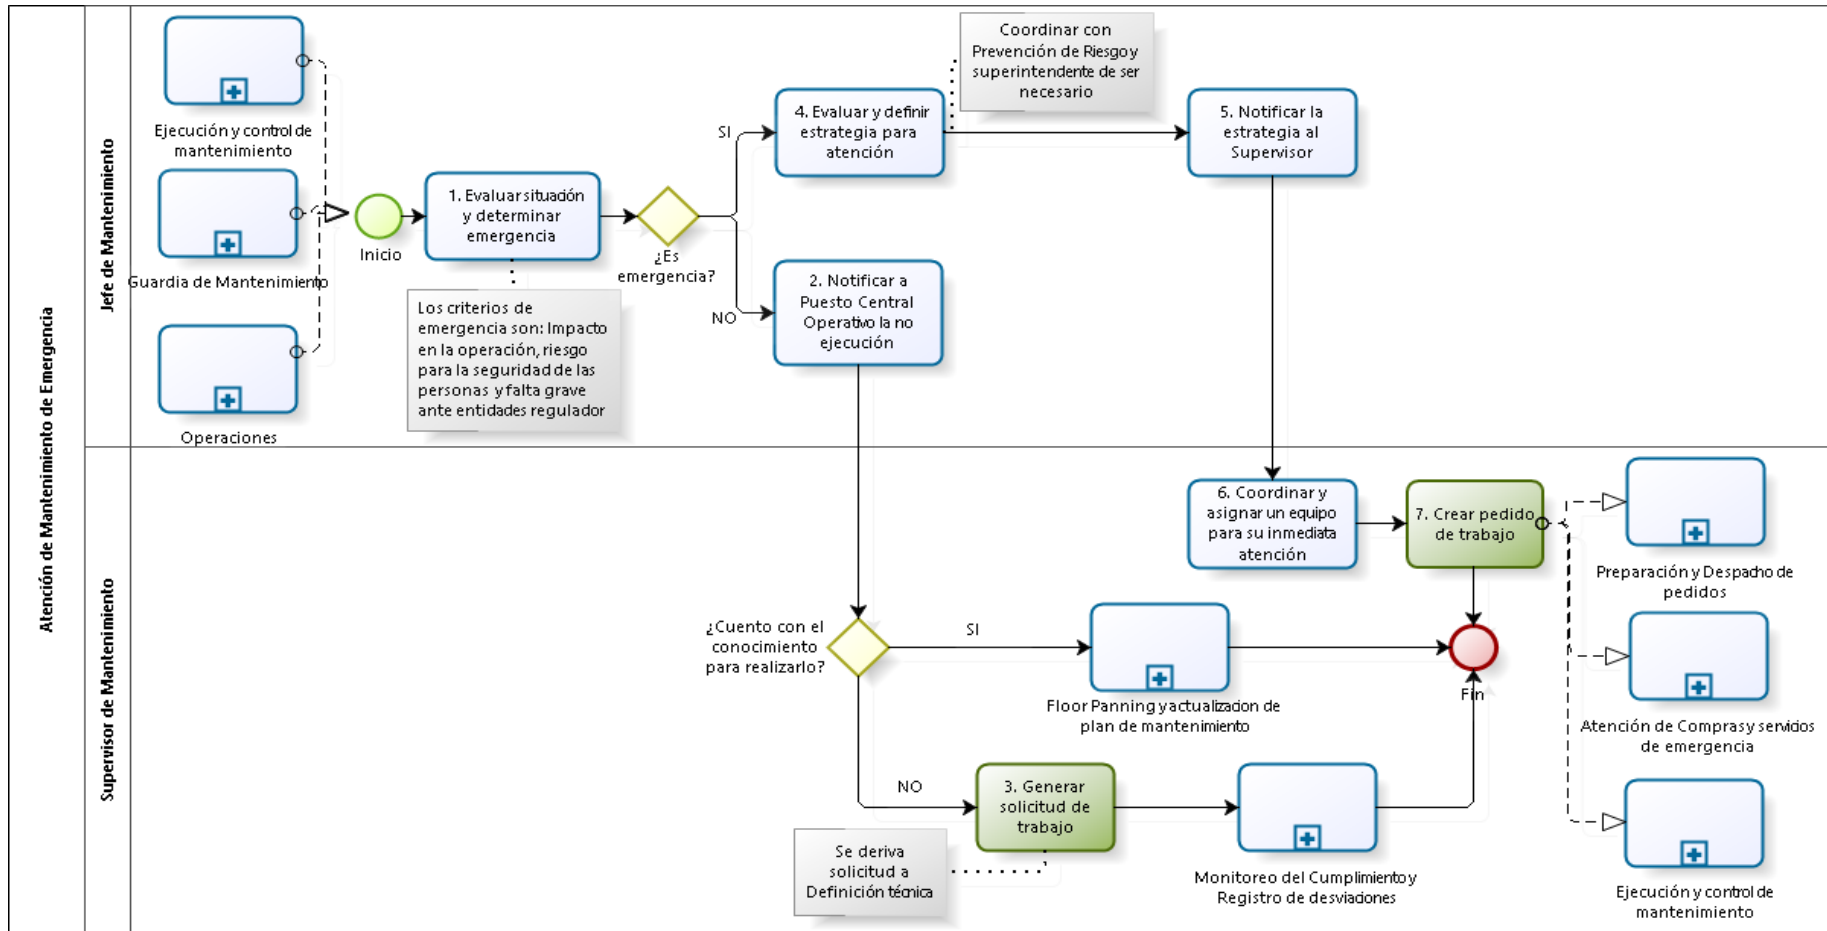 Atención de Mantenimiento de Emergencia
Jefe de Mantenimiento
Ejecución y control de
mantenimiento
Guardia de Mantenimiento
Operaciones
Inicio
1. Evaluar situación
y determinar
emergencia
Los criterios de
emergencia son: Impacto
en la operación, riesgo
para la seguridad de las
personas y falta grave
ante entidades regulador
¿Es
emergencia?
SI
NO
4. Evaluar y definir
estrategia para
atención
Coordinar con
Prevención de Riesgo y
superintendente de ser
necesario
5. Notificar la
estrategia al
Supervisor
2. Notificar a
Puesto Central
Operativo la no
ejecución
Supervisor de Mantenimiento
6. Coordinar y
asignar un equipo
para su inmediata
atención
7. Crear pedido
de trabajo
Preparación y Despacho de
pedidos
Atención de Compras y servicios
de emergencia
Ejecución y control de
mantenimiento
¿Cuento con el
conocimiento
para realizarlo?
SI
Floor Panning y actualizacion de
plan de mantenimiento
Fin
NO
3. Generar
solicitud de
trabajo
Se deriva
solicitud a
Definición técnica
Monitoreo del Cumplimiento y
Registro de desviaciones